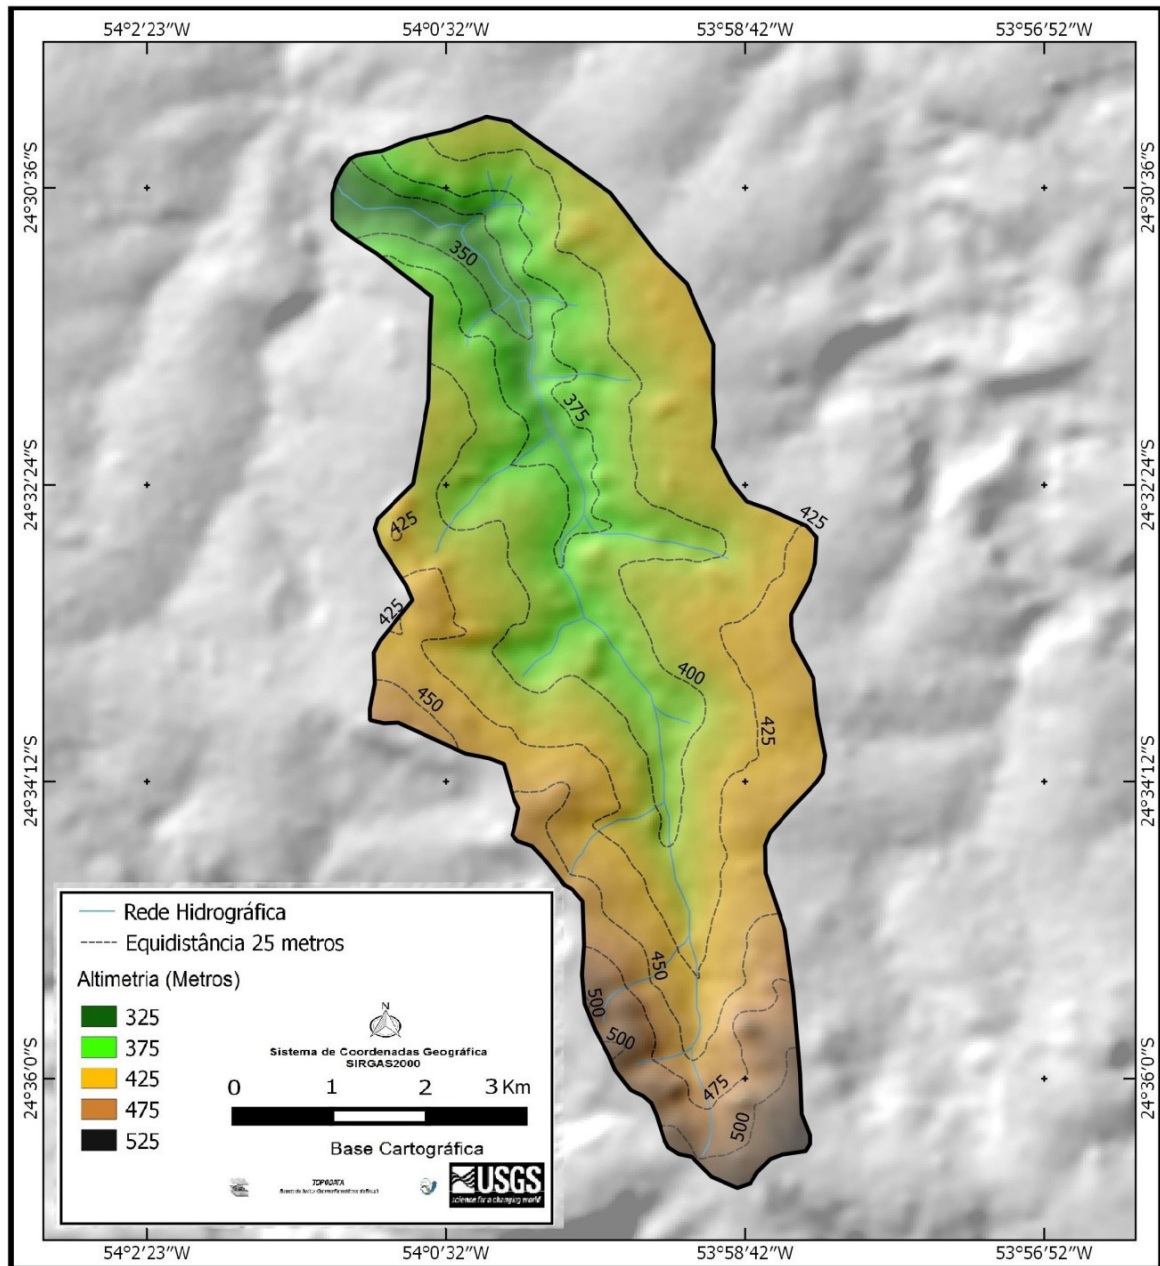 54°2'23"W 54°0'32"W 53°58'42"W 53°56'52"W
24°30'36"S 24°30'36"S
350
375
24°32'24"S 24°32'24"S
425 425
425
400
450
425
24°34'12"S 24°34'12"S
450
500
500
475
500
24°36'0"S 24°36'0"S
Rede Hidrográfica
Equidistância 25 metros
Altimetria (Metros)
325
375
425
475
525
N
Sistema de Coordenadas Geográfica
SIRGAS2000
0 1 2 3 Km
Base Cartográfica
TOPODATA
USGS
science for a changing world
54°2'23"W 54°0'32"W 53°58'42"W 53°56'52"W